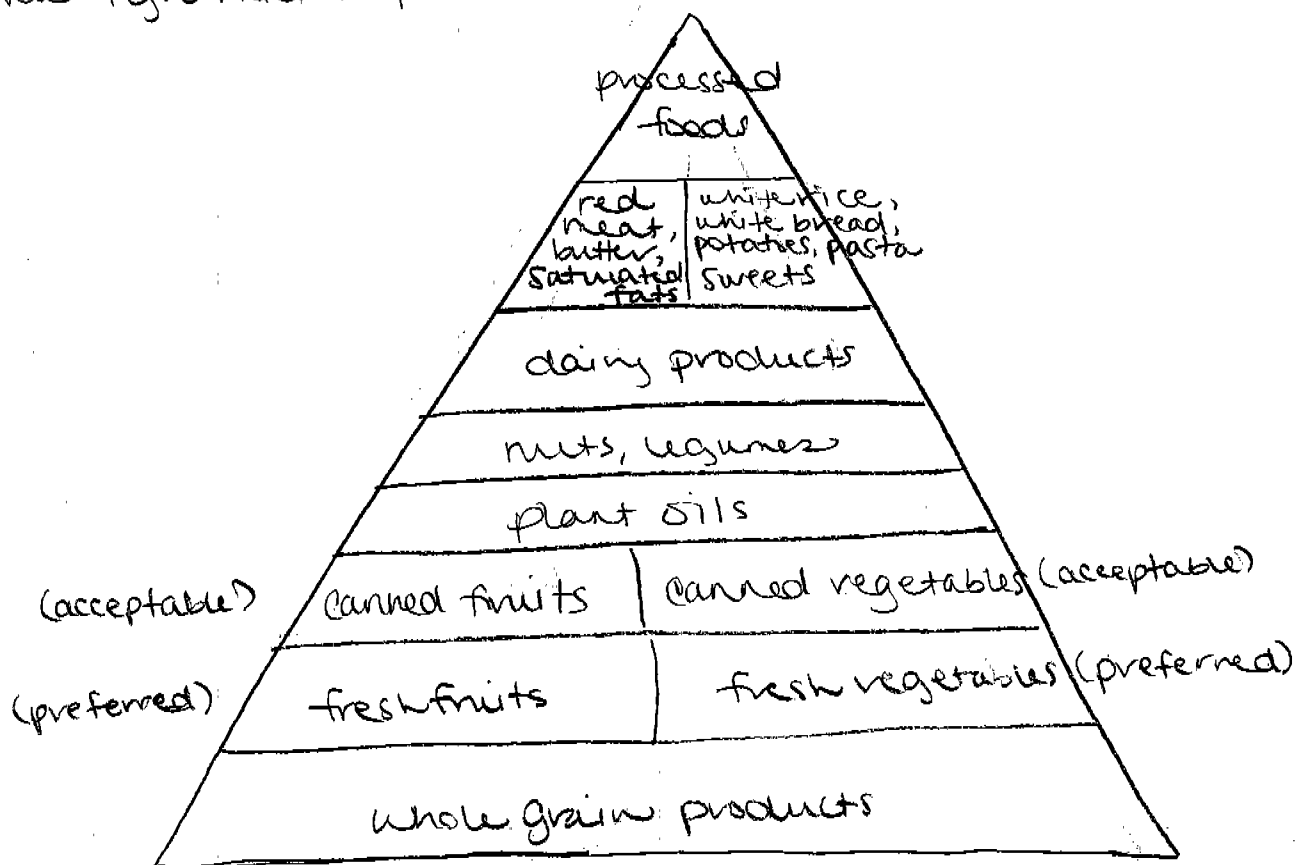 processed
foods
red
meat,
butter,
saturated
fats
white rice,
white bread,
potatoes, pasta
sweets
dairy products
nuts, legumes
plant oils
(acceptable) canned fruits canned vegetables (acceptable)
(preferred) fresh fruits fresh vegetables (preferred)
whole grain products